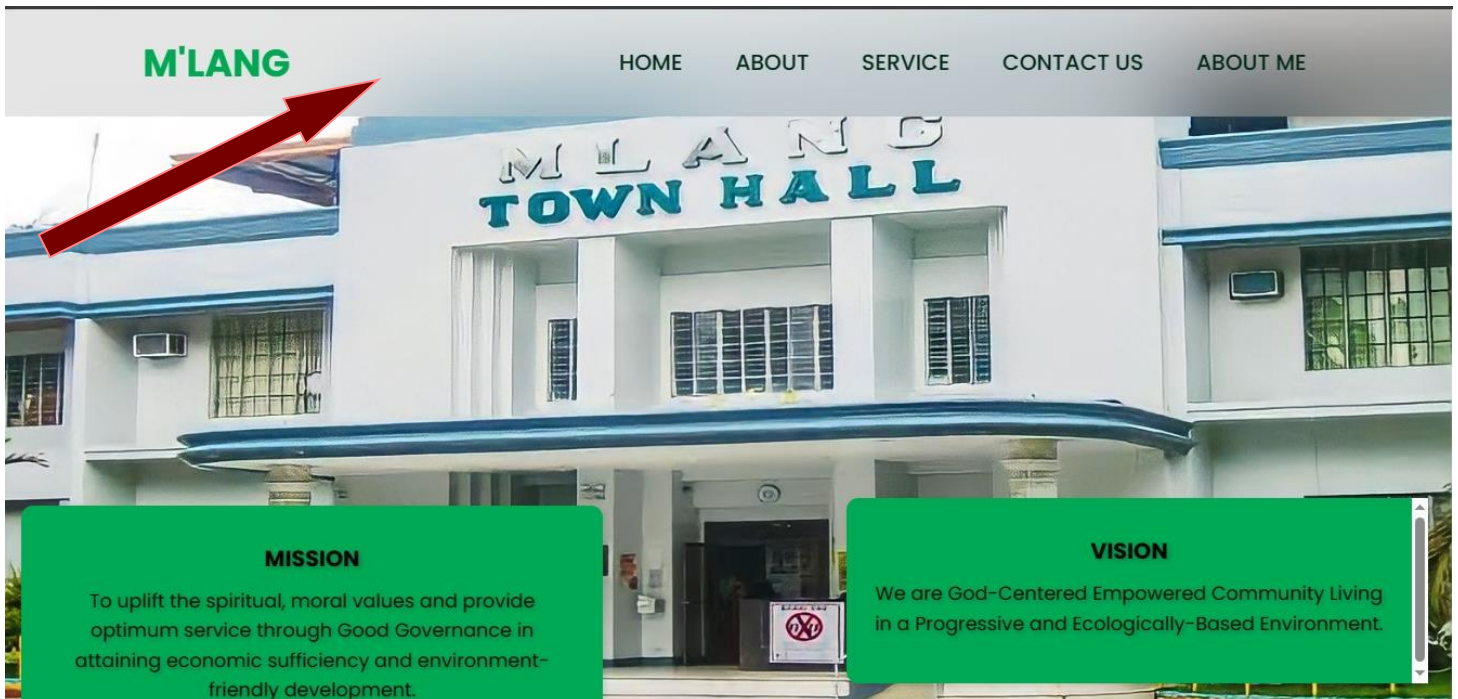 M'LANG
HOME ABOUT SERVICE CONTACT US ABOUT ME
MLANG
TOWN HALL
MISSION
To uplift the spiritual, moral values and provide
optimum service through Good Governance in
attaining economic sufficiency and environment-
friendly development.
VISION
We are God-Centered Empowered Community Living
in a Progressive and Ecologically-Based Environment.